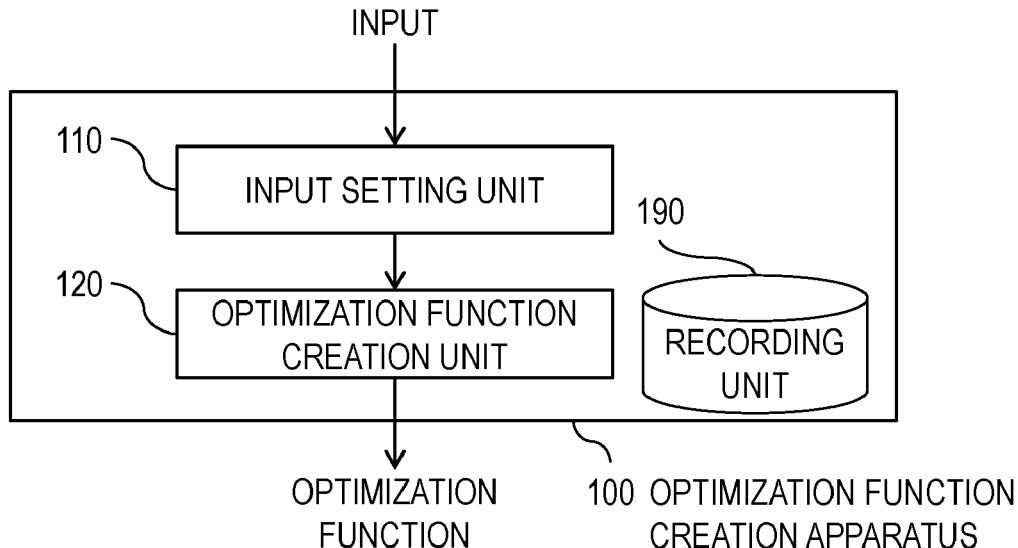 INPUT
110
INPUT SETTING UNIT
190
120
OPTIMIZATION FUNCTION
CREATION UNIT
RECORDING
UNIT
OPTIMIZATION
FUNCTION
100 OPTIMIZATION FUNCTION
CREATION APPARATUS